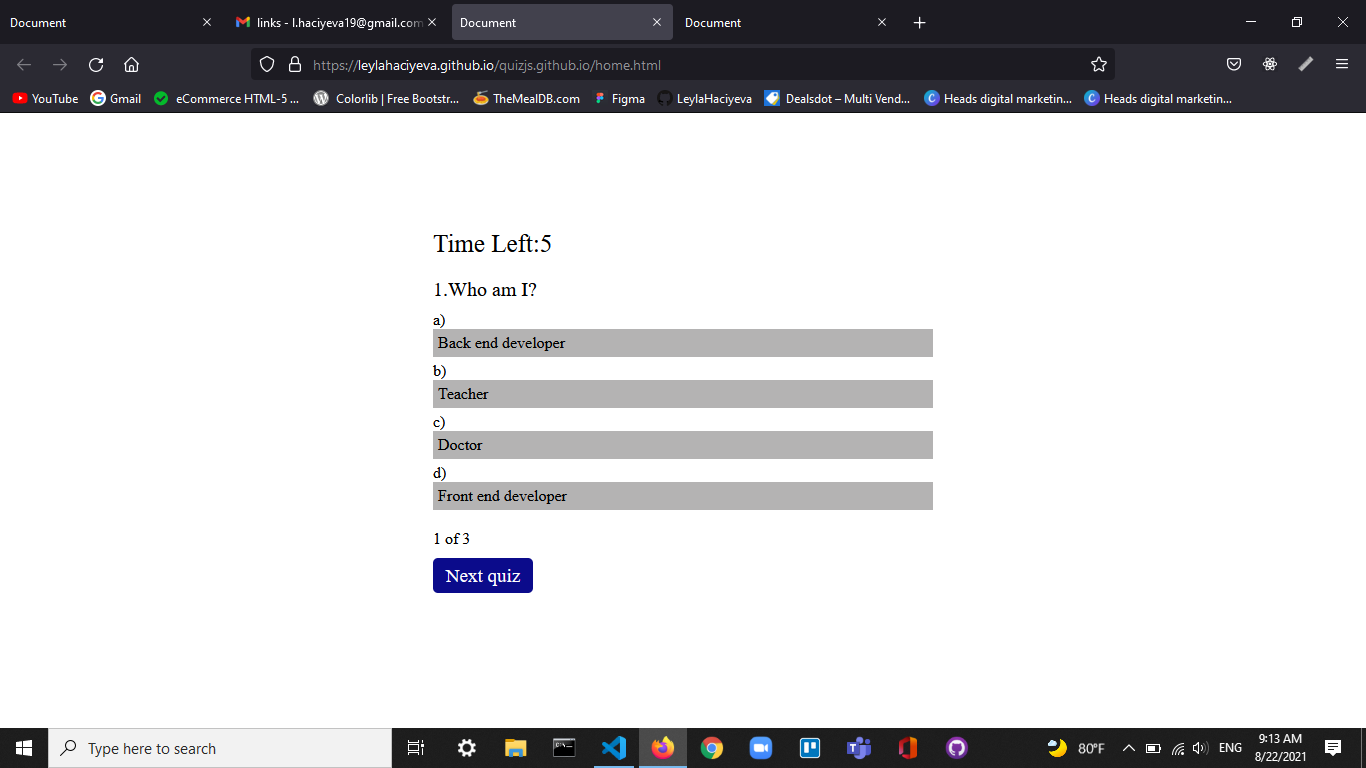 Document
links - l.haciyeva19@gmail.com
Document
Document
https://leylahaciyeva.github.io/quizjs.github.io/home.html
YouTube
Gmail
eCommerce HTML-5 ...
Colorlib | Free Bootstr...
TheMealDB.com
Figma
LeylaHaciyeva
Dealsdot – Multi Vend...
Heads digital marketin...
Heads digital marketin...
Time Left:5
1.Who am I?
a)
Back end developer
b)
Teacher
c)
Doctor
d)
Front end developer
1 of 3
Next quiz
Type here to search
80°F
ENG
9:13 AM
8/22/2021